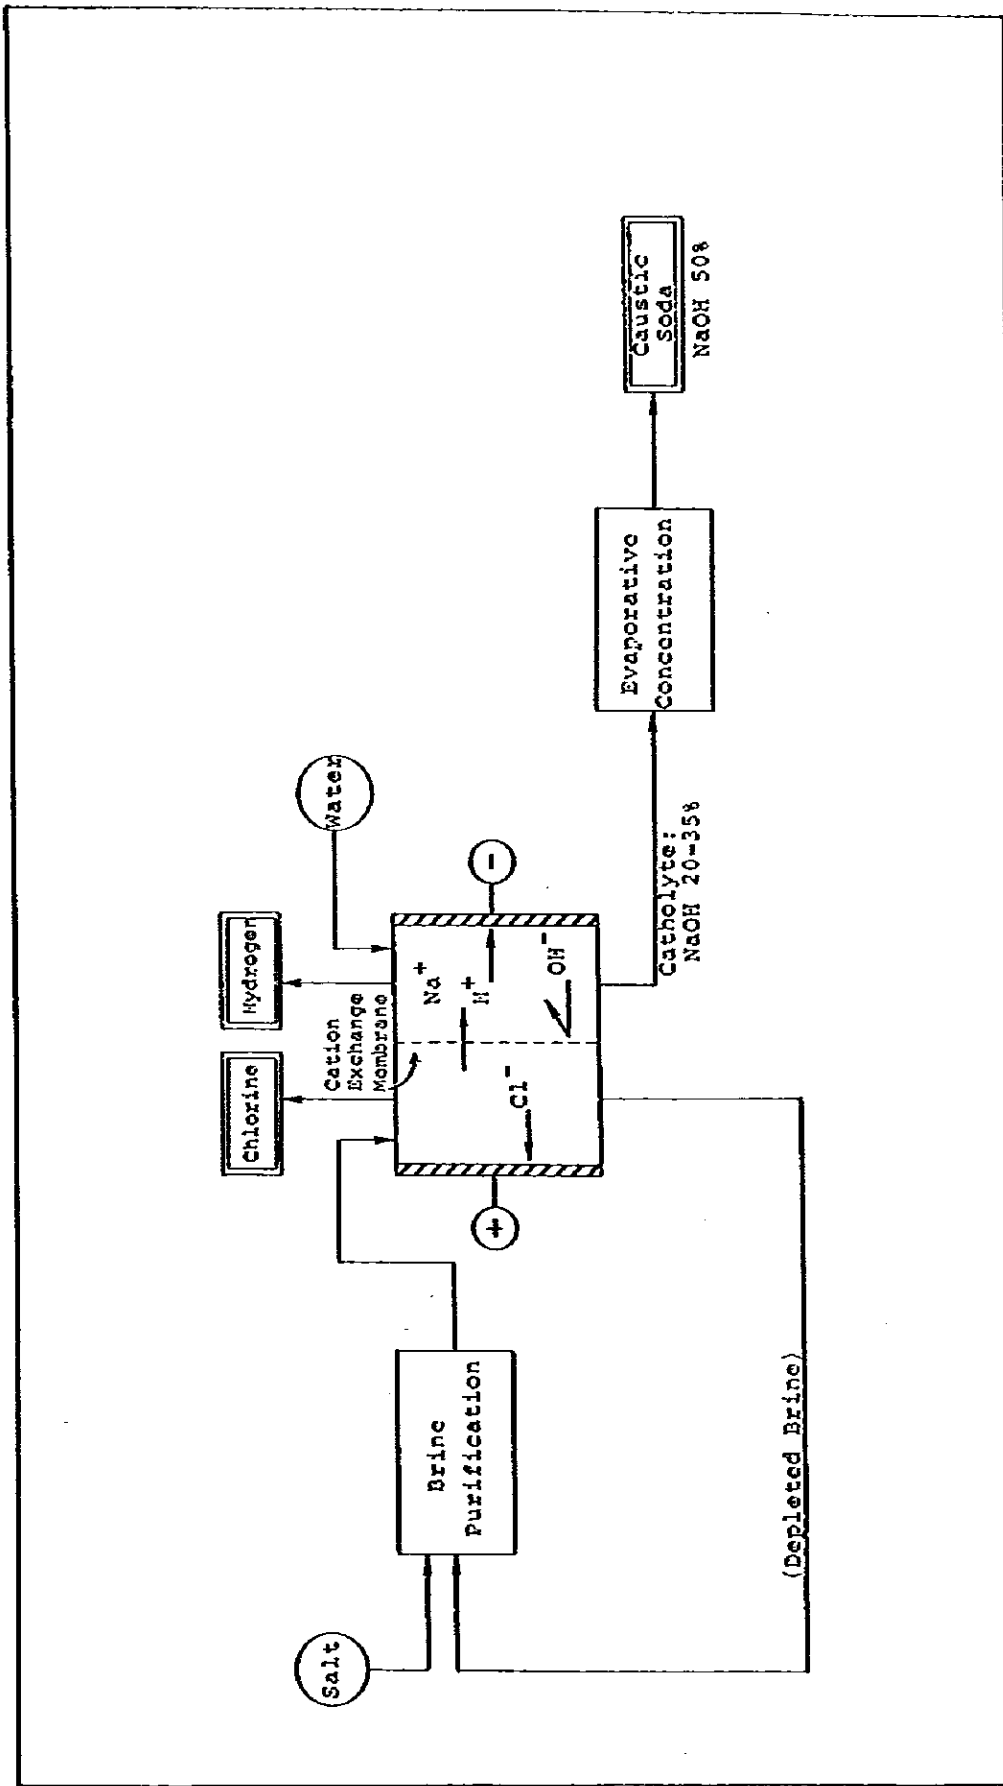 Salt
Brine
Purification
(Depleted Brine)
+
Chlorine
Hydrogen
Cation
Exchange
Membrane
Na+
H+
Cl-
OH-
-
Water
Catholyte:
NaOH 20-35%
Evaporative
Concentration
Caustic
Soda
NaOH 50%